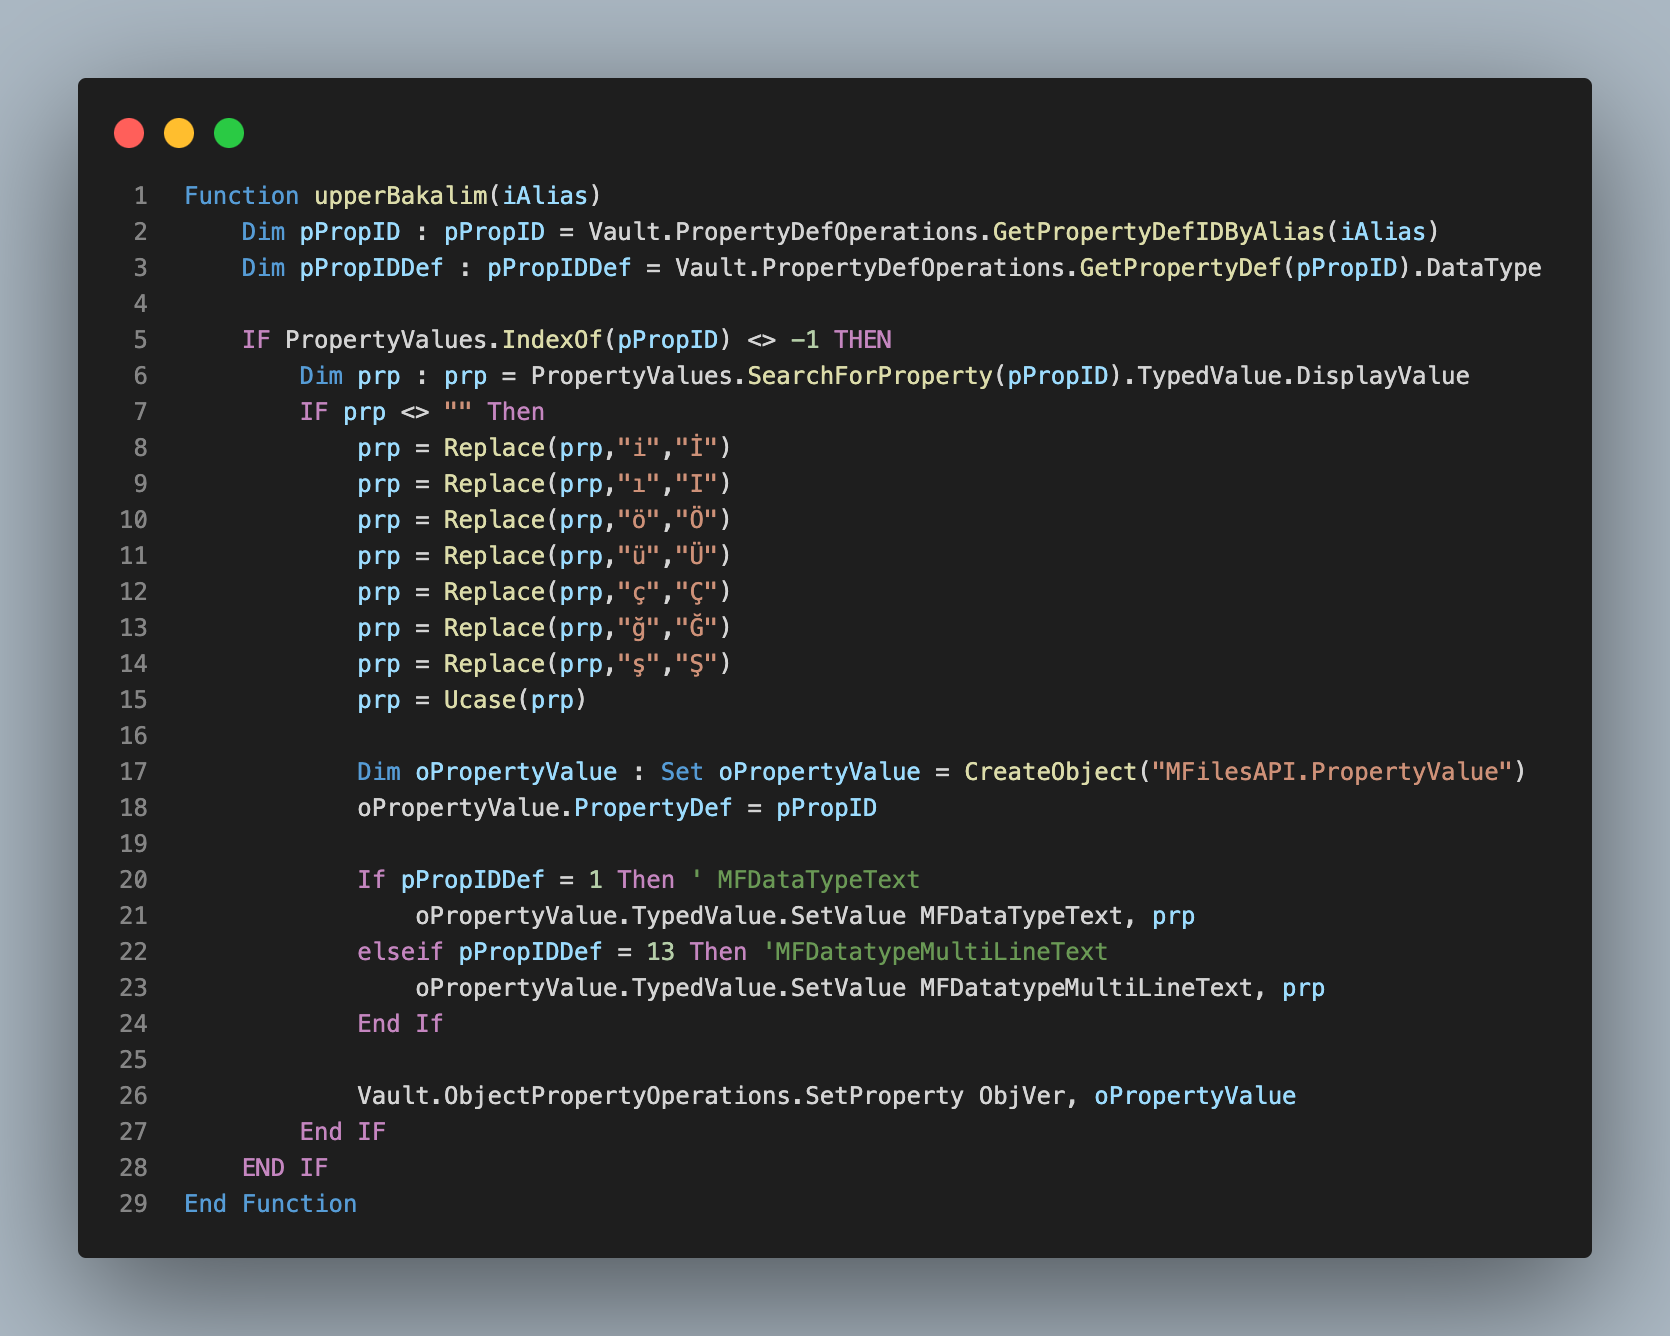 1 Function upperBakalim(iAlias)
2 Dim pPropID : pPropID = Vault.PropertyDefOperations.GetPropertyDefIDByAlias(iAlias)
3 Dim pPropIDDef : pPropIDDef = Vault.PropertyDefOperations.GetPropertyDef(pPropID).DataType
4
5 IF PropertyValues.IndexOf(pPropID) <> -1 THEN
6 Dim prp : prp = PropertyValues.SearchForProperty(pPropID).TypedValue.DisplayValue
7 IF prp <> "" Then
8 prp = Replace(prp,"i","İ")
9 prp = Replace(prp,"ı","I")
10 prp = Replace(prp,"ö","Ö")
11 prp = Replace(prp,"ü","Ü")
12 prp = Replace(prp,"ç","Ç")
13 prp = Replace(prp,"ğ","Ğ")
14 prp = Replace(prp,"ş","Ş")
15 prp = Ucase(prp)
16
17 Dim oPropertyValue : Set oPropertyValue = CreateObject("MFilesAPI.PropertyValue")
18 oPropertyValue.PropertyDef = pPropID
19
20 If pPropIDDef = 1 Then ' MFDataTypeText
21 oPropertyValue.TypedValue.SetValue MFDataTypeText, prp
22 elseif pPropIDDef = 13 Then 'MFDatatypeMultiLineText
23 oPropertyValue.TypedValue.SetValue MFDatatypeMultiLineText, prp
24 End If
25
26 Vault.ObjectPropertyOperations.SetProperty ObjVer, oPropertyValue
27 End IF
28 END IF
29 End Function